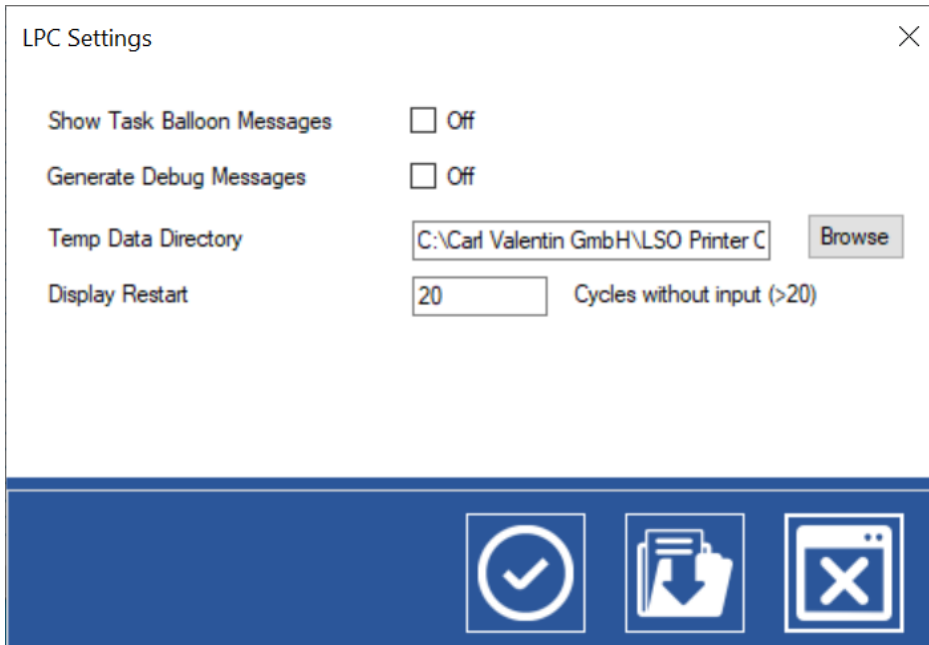 LPC Settings
Show Task Balloon Messages Off
Generate Debug Messages Off
Temp Data Directory C:\Carl Valentin GmbH\LSO Printer C Browse
Display Restart 20 Cycles without input (>20)